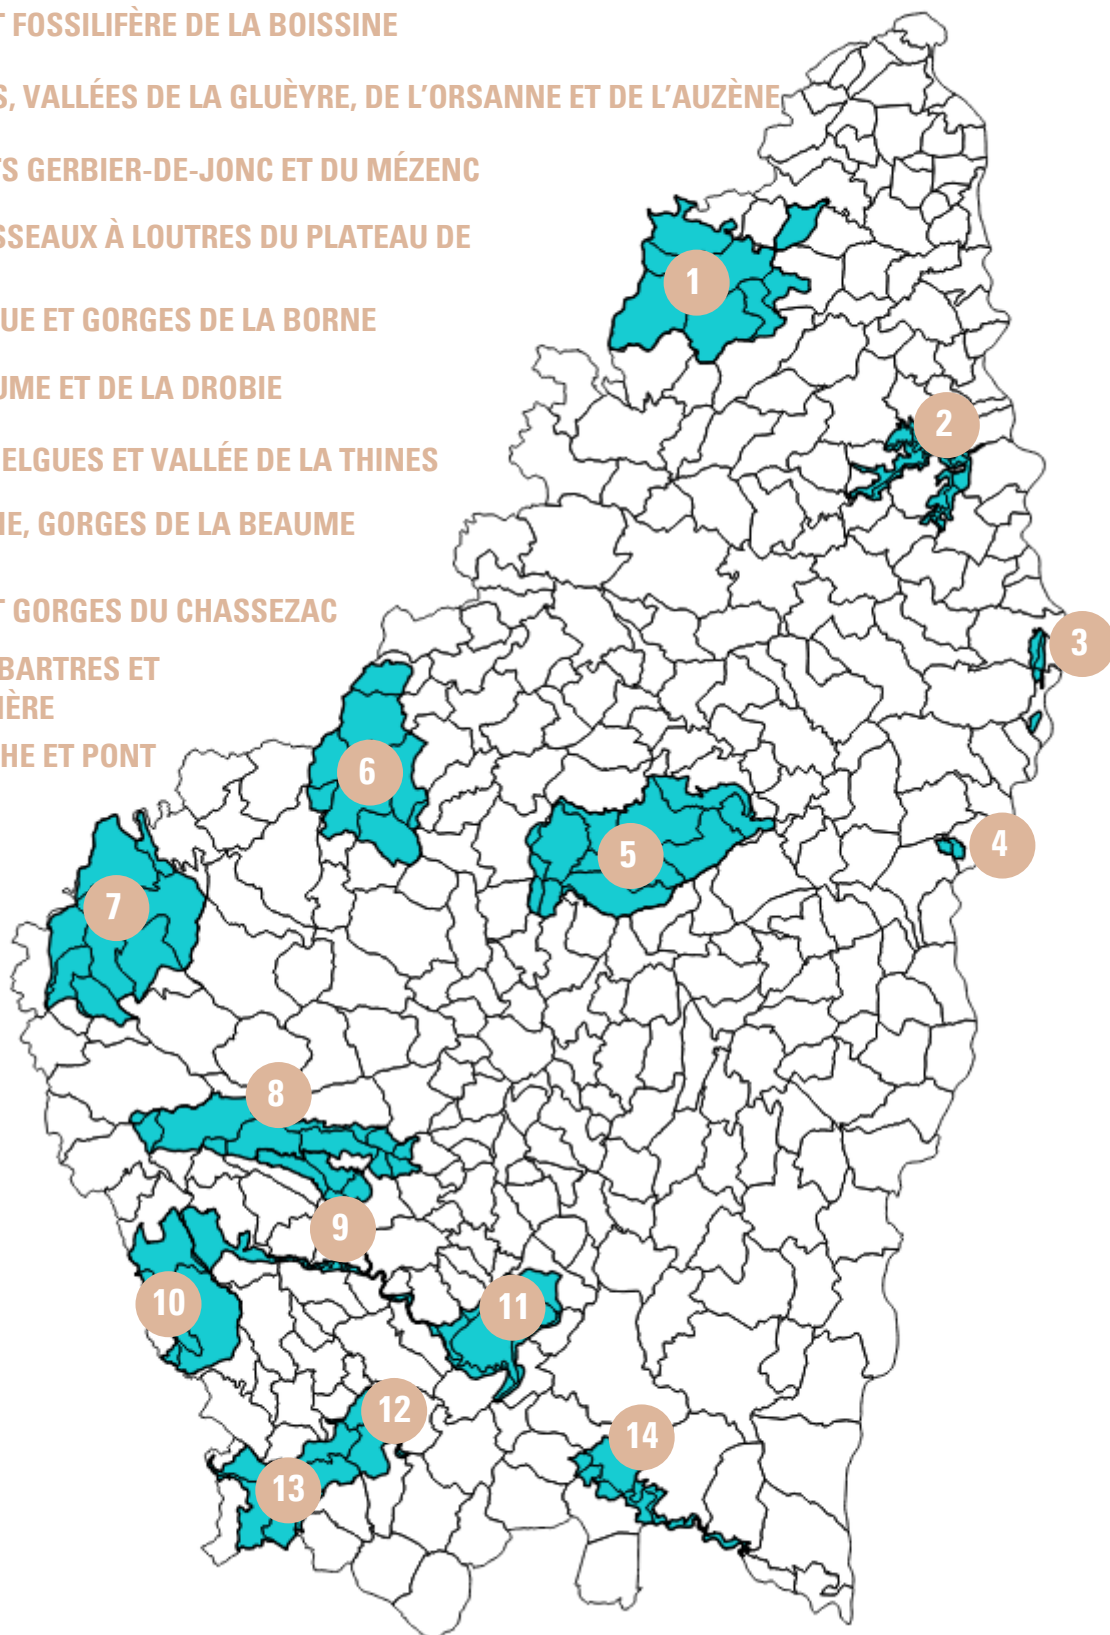 T FOSSILIFÈRE DE LA BOISSINE
S, VALLÉES DE LA GLUÈYRE, DE L'ORSANNE ET DE L'AUZÈNE
TS GERBIER-DE-JONC ET DU MÉZENC
SSEAUX À LOUTRES DU PLATEAU DE
UE ET GORGES DE LA BORNE
UME ET DE LA DROBIE
ELGUES ET VALLÉE DE LA THINES
IE, GORGES DE LA BEAUME
T GORGES DU CHASSEZAC
BARTRES ET
IÈRE
HE ET PONT
1
2
3
4
5
6
7
8
9
10
11
12
13
14